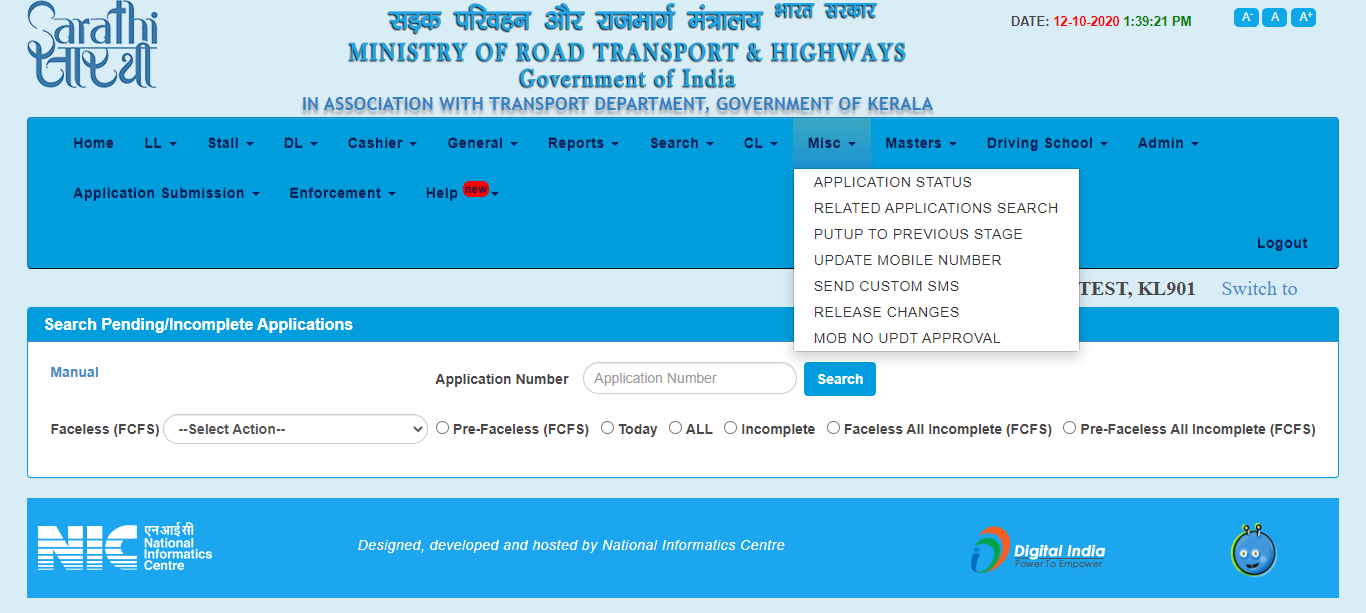 Sarathi
सारथी
सड़क परिवहन और राजमार्ग मंत्रालय भारत सरकार
MINISTRY OF ROAD TRANSPORT & HIGHWAYS
Government of India
IN ASSOCIATION WITH TRANSPORT DEPARTMENT, GOVERNMENT OF KERALA
DATE: 12-10-2020 1:39:21 PM
A- A A+
Home LL Stall DL Cashier General Reports Search CL Misc Masters Driving School Admin
Application Submission Enforcement Help new
APPLICATION STATUS
RELATED APPLICATIONS SEARCH
PUTUP TO PREVIOUS STAGE
UPDATE MOBILE NUMBER
SEND CUSTOM SMS
RELEASE CHANGES
MOB NO UPDT APPROVAL
Logout
TEST, KL901 Switch to
Search Pending/Incomplete Applications
Manual Application Number Application Number Search
Faceless (FCFS) --Select Action-- Pre-Faceless (FCFS) Today ALL Incomplete Faceless All Incomplete (FCFS) Pre-Faceless All Incomplete (FCFS)
NIC एनआईसी
National
Informatics
Centre
Designed, developed and hosted by National Informatics Centre
Digital India
Power To Empower